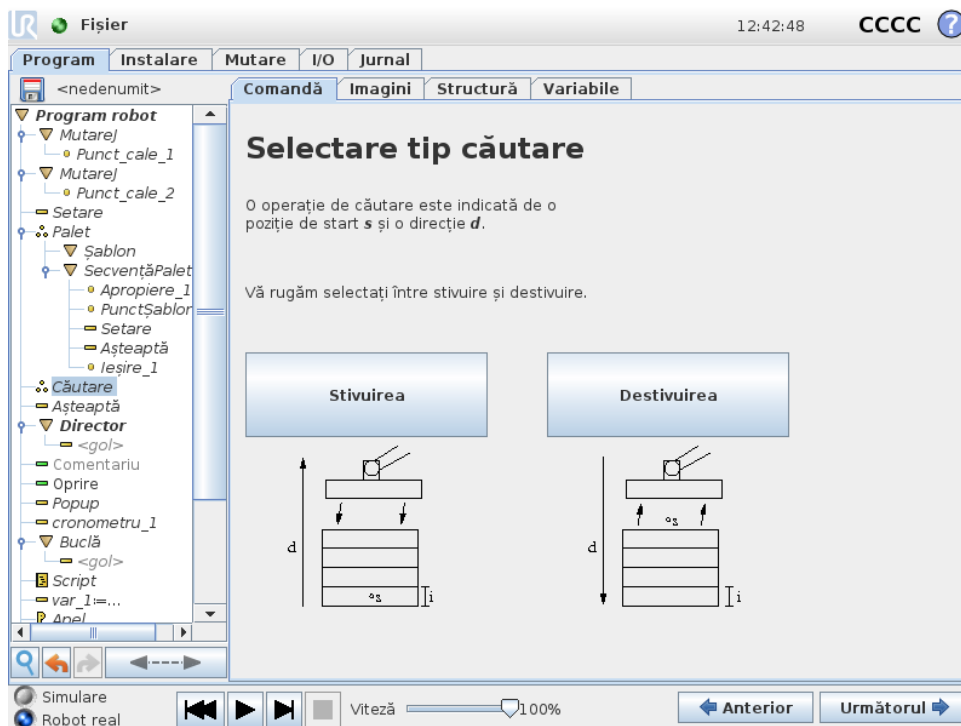 UR Fișier 12:42:48 CCCC ?
Program Instalare Mutare I/O Jurnal
<nedenumit>
Comandă Imagini Structură Variabile
Program robot
MutareJ
Punct_cale_1
MutareJ
Punct_cale_2
Setare
Palet
Șablon
SecvențăPalet
Apropiere_1
PunctȘablon
Setare
Așteaptă
Ieșire_1
Căutare
Așteaptă
Director
<gol>
Comentariu
Oprire
Popup
cronometru_1
Buclă
<gol>
Script
var_1:=...
Apel
Selectare tip căutare
O operație de căutare este indicată de o
poziție de start s și o direcție d.
Vă rugăm selectați între stivuire și destivuire.
Stivuirea Destivuirea
d s i
d s i
Simulare
Robot real
Viteză 100%
Anterior Următorul